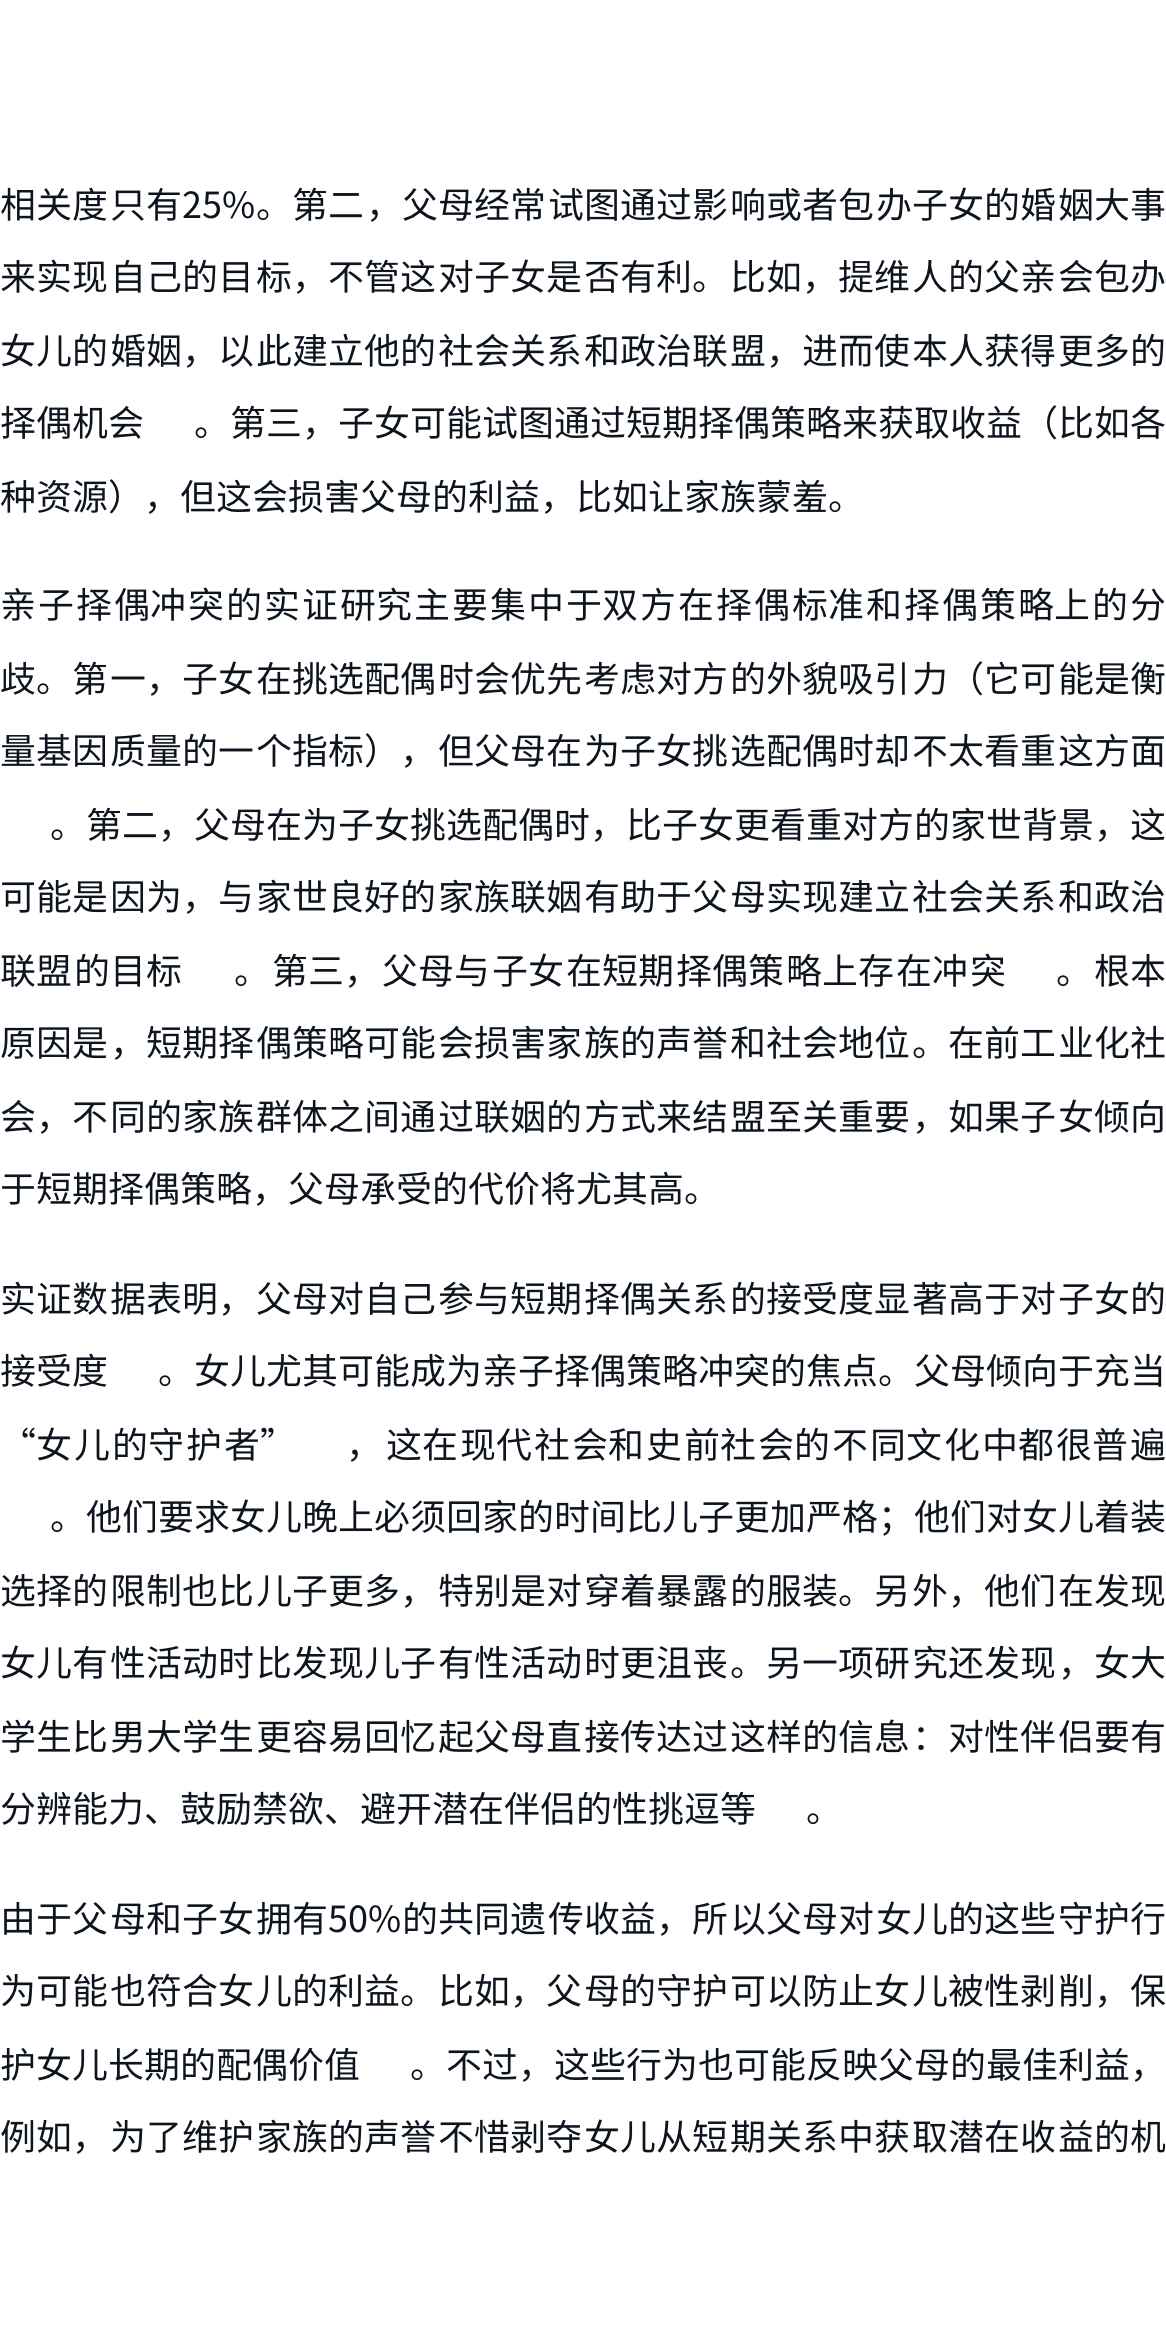 相关度只有25%。第二，父母经常试图通过影响或者包办子女的婚姻大事
来实现自己的目标，不管这对子女是否有利。比如，提维人的父亲会包办
女儿的婚姻，以此建立他的社会关系和政治联盟，进而使本人获得更多的
择偶机会　。第三，子女可能试图通过短期择偶策略来获取收益（比如各
种资源），但这会损害父母的利益，比如让家族蒙羞。
亲子择偶冲突的实证研究主要集中于双方在择偶标准和择偶策略上的分
歧。第一，子女在挑选配偶时会优先考虑对方的外貌吸引力（它可能是衡
量基因质量的一个指标），但父母在为子女挑选配偶时却不太看重这方面
　。第二，父母在为子女挑选配偶时，比子女更看重对方的家世背景，这
可能是因为，与家世良好的家族联姻有助于父母实现建立社会关系和政治
联盟的目标　。第三，父母与子女在短期择偶策略上存在冲突　。根本
原因是，短期择偶策略可能会损害家族的声誉和社会地位。在前工业化社
会，不同的家族群体之间通过联姻的方式来结盟至关重要，如果子女倾向
于短期择偶策略，父母承受的代价将尤其高。
实证数据表明，父母对自己参与短期择偶关系的接受度显著高于对子女的
接受度　。女儿尤其可能成为亲子择偶策略冲突的焦点。父母倾向于充当
“女儿的守护者”　，这在现代社会和史前社会的不同文化中都很普遍
　。他们要求女儿晚上必须回家的时间比儿子更加严格；他们对女儿着装
选择的限制也比儿子更多，特别是对穿着暴露的服装。另外，他们在发现
女儿有性活动时比发现儿子有性活动时更沮丧。另一项研究还发现，女大
学生比男大学生更容易回忆起父母直接传达过这样的信息：对性伴侣要有
分辨能力、鼓励禁欲、避开潜在伴侣的性挑逗等　。
由于父母和子女拥有50%的共同遗传收益，所以父母对女儿的这些守护行
为可能也符合女儿的利益。比如，父母的守护可以防止女儿被性剥削，保
护女儿长期的配偶价值　。不过，这些行为也可能反映父母的最佳利益，
例如，为了维护家族的声誉不惜剥夺女儿从短期关系中获取潜在收益的机